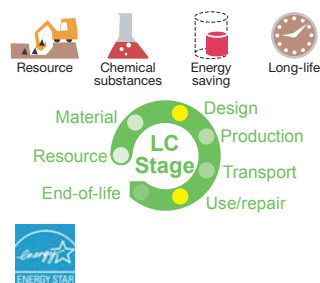 Resource
Chemical
substances
Energy
saving
Long-life
Material
Design
Production
Resource
LC
Stage
Transport
End-of-life
Use/repair
energy
ENERGY STAR